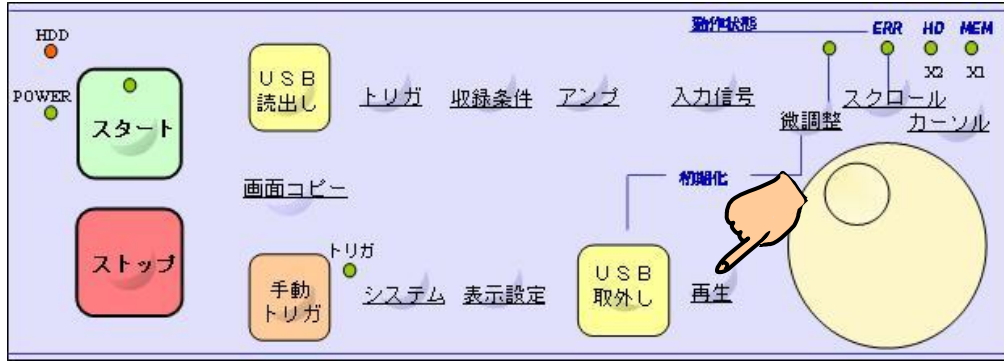 動作状態
ERR
HD
MEM
HDD
X2
X1
POWER
スタート
USB
読出し
トリガ
収録条件
アンプ
入力信号
スクロール
微調整
カーソル
画面コピー
初期化
ストップ
トリガ
手動
トリガ
システム
表示設定
USB
取外し
再生